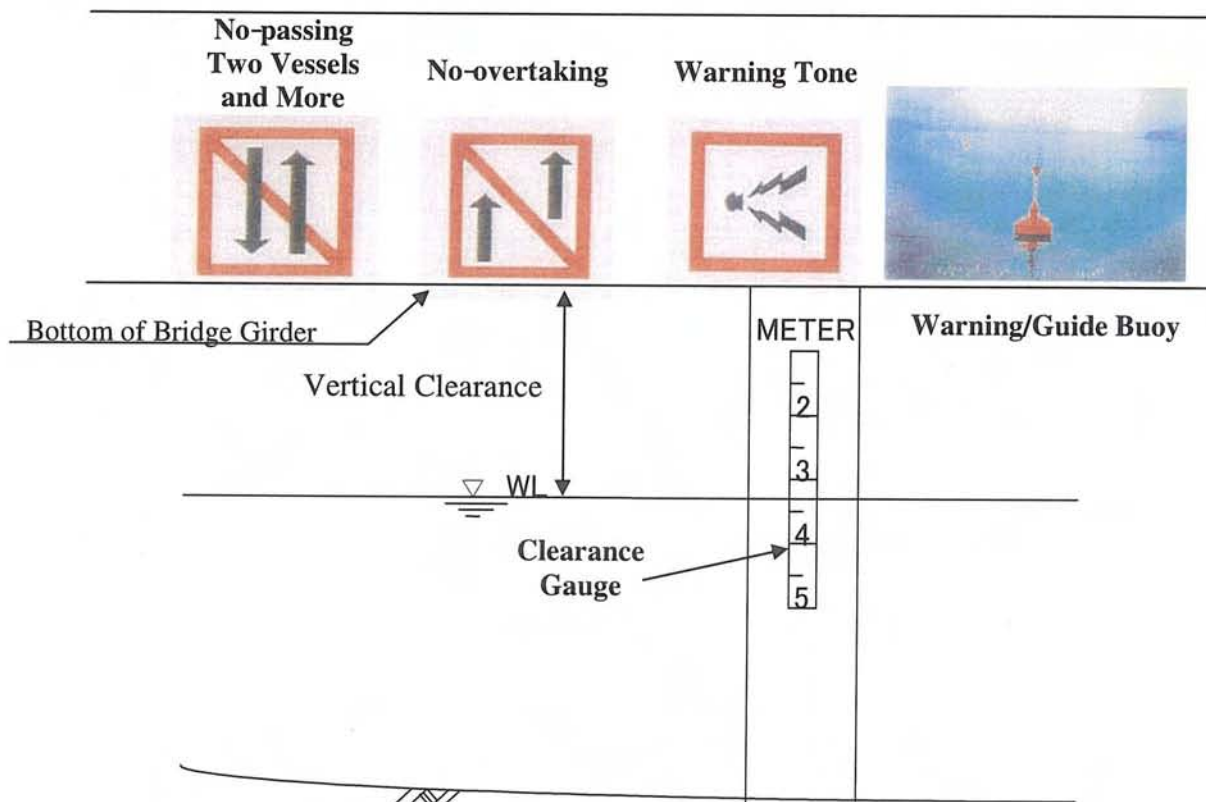 No-passing
Two Vessels
and More
No-overtaking
Warning Tone
Bottom of Bridge Girder
METER
Warning/Guide Buoy
Vertical Clearance
2
3
WL
4
Clearance
Gauge
5